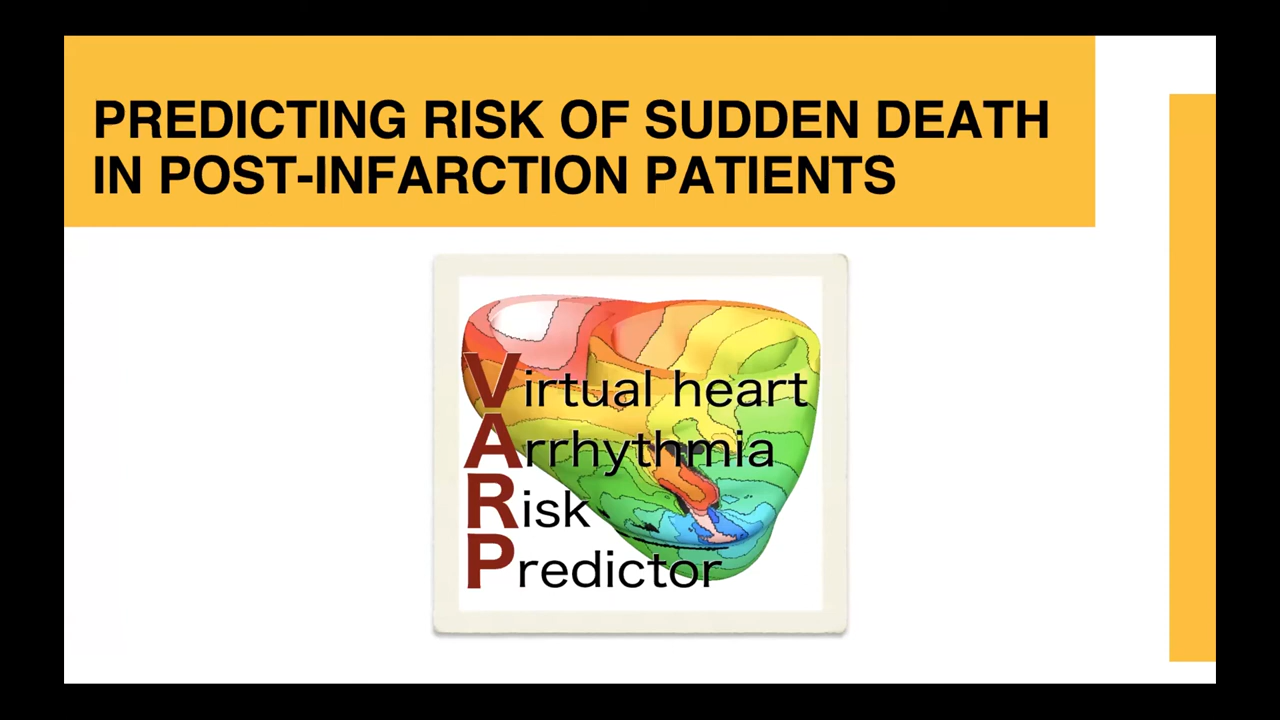 PREDICTING RISK OF SUDDEN DEATH
IN POST-INFARCTION PATIENTS
Virtual heart
Arrhythmia
Risk
Predictor